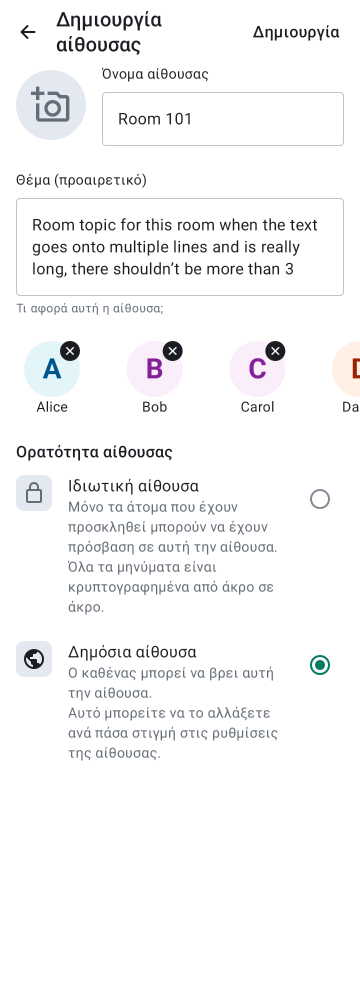 Δημιουργία
αίθουσας
Δημιουργία
Όνομα αίθουσας
Room 101
Θέμα (προαιρετικό)
Room topic for this room when the text
goes onto multiple lines and is really
long, there shouldn’t be more than 3
Τι αφορά αυτή η αίθουσα;
A B C D
Alice Bob Carol Da
Ορατότητα αίθουσας
Ιδιωτική αίθουσα
Μόνο τα άτομα που έχουν
προσκληθεί μπορούν να έχουν
πρόσβαση σε αυτή την αίθουσα.
Όλα τα μηνύματα είναι
κρυπτογραφημένα από άκρο σε
άκρο.
Δημόσια αίθουσα
Ο καθένας μπορεί να βρει αυτή
την αίθουσα.
Αυτό μπορείτε να το αλλάξετε
ανά πάσα στιγμή στις ρυθμίσεις
της αίθουσας.